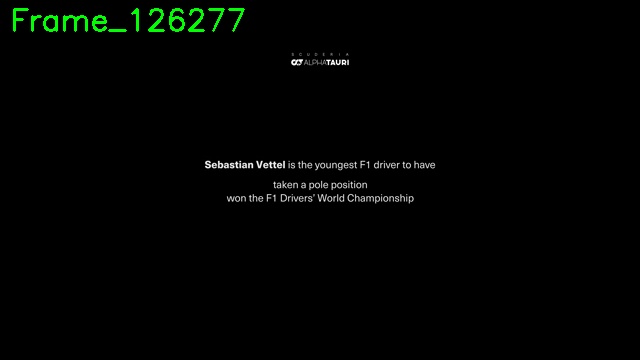 Frame_126277
SCUDERIA
ALPHATAURI
Sebastian Vettel is the youngest F1 driver to have
taken a pole position
won the F1 Drivers' World Championship